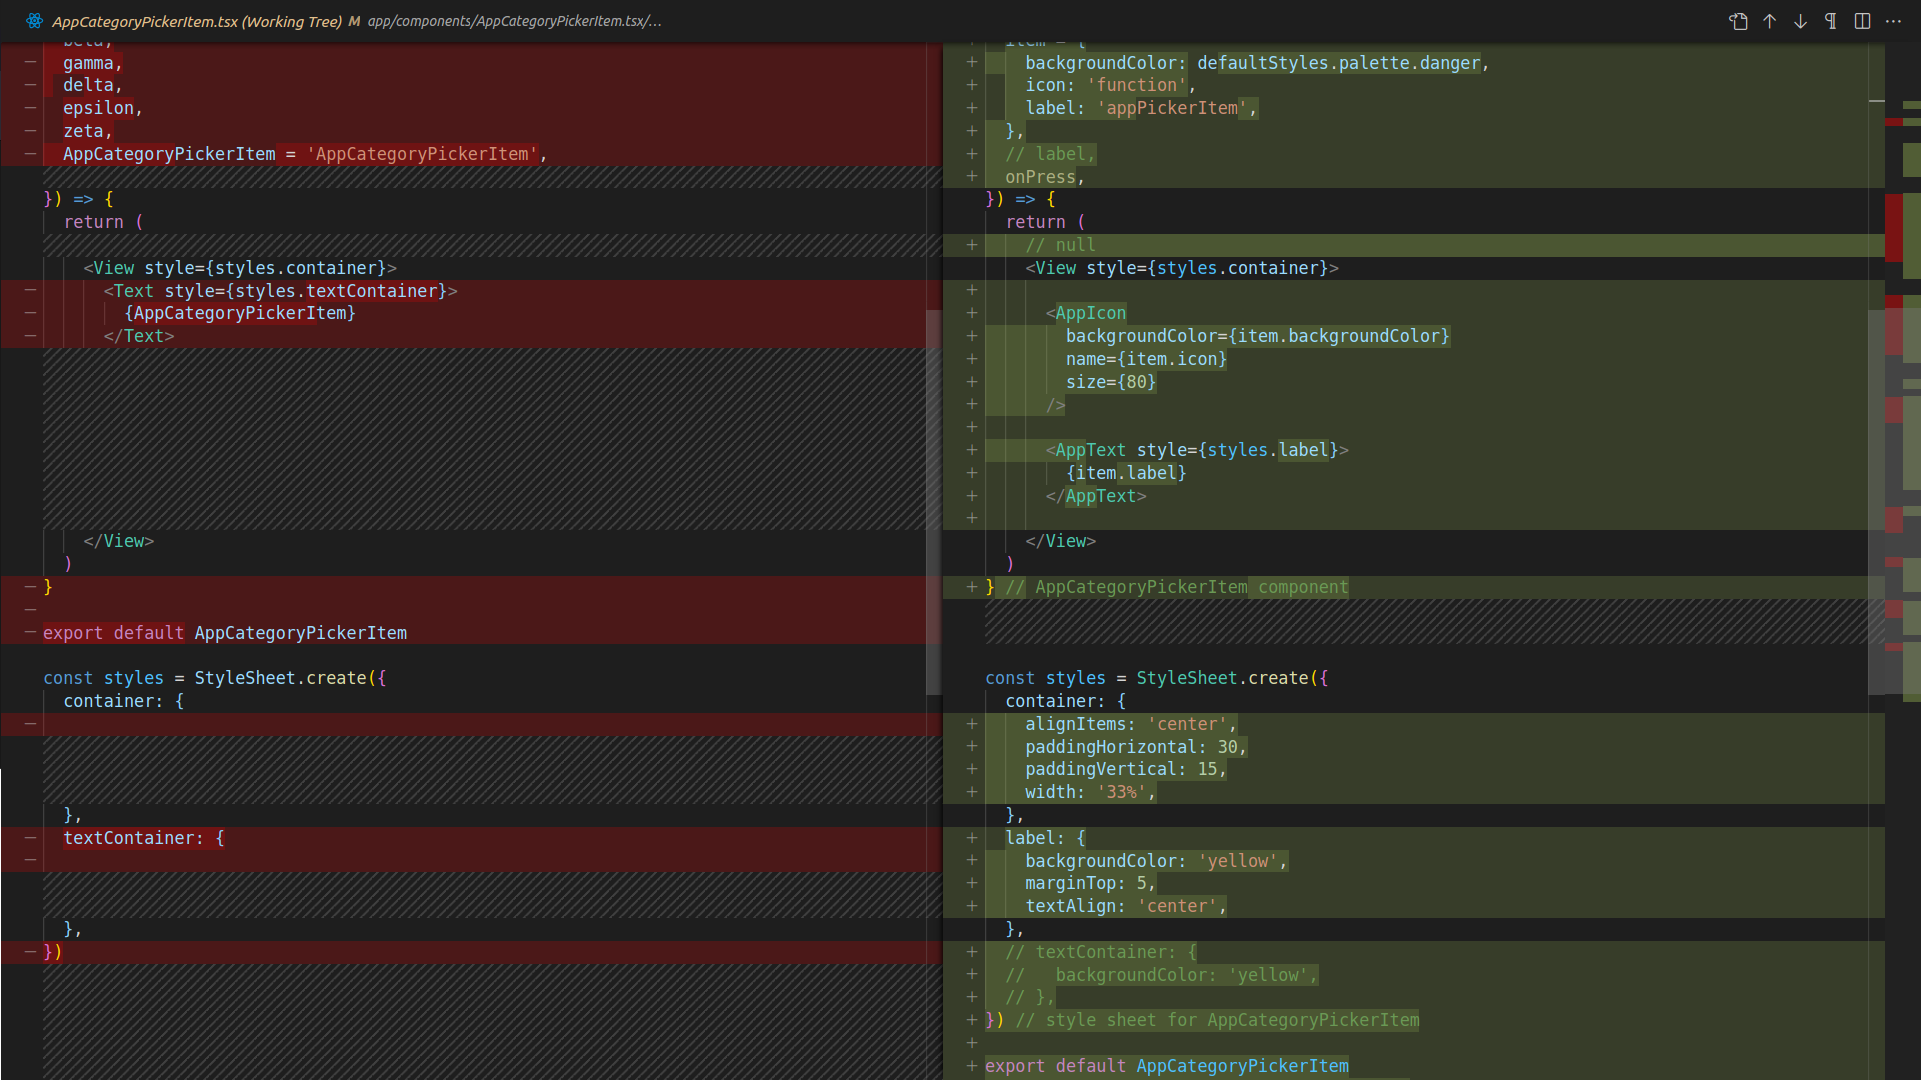 AppCategoryPickerItem.tsx (Working Tree) M app/components/AppCategoryPickerItem.tsx/...
beta,
gamma,
delta,
epsilon,
zeta,
AppCategoryPickerItem = 'AppCategoryPickerItem',
}) => {
return (
<View style={styles.container}>
<Text style={styles.textContainer}>
{AppCategoryPickerItem}
</Text>
</View>
)
}
export default AppCategoryPickerItem
const styles = StyleSheet.create({
container: {
},
textContainer: {
},
})
item = {
backgroundColor: defaultStyles.palette.danger,
icon: 'function',
label: 'appPickerItem',
},
// label,
onPress,
}) => {
return (
// null
<View style={styles.container}>
<AppIcon
backgroundColor={item.backgroundColor}
name={item.icon}
size={80}
/>
<AppText style={styles.label}>
{item.label}
</AppText>
</View>
)
} // AppCategoryPickerItem component
const styles = StyleSheet.create({
container: {
alignItems: 'center',
paddingHorizontal: 30,
paddingVertical: 15,
width: '33%',
},
label: {
backgroundColor: 'yellow',
marginTop: 5,
textAlign: 'center',
},
// textContainer: {
//   backgroundColor: 'yellow',
// },
}) // style sheet for AppCategoryPickerItem
export default AppCategoryPickerItem